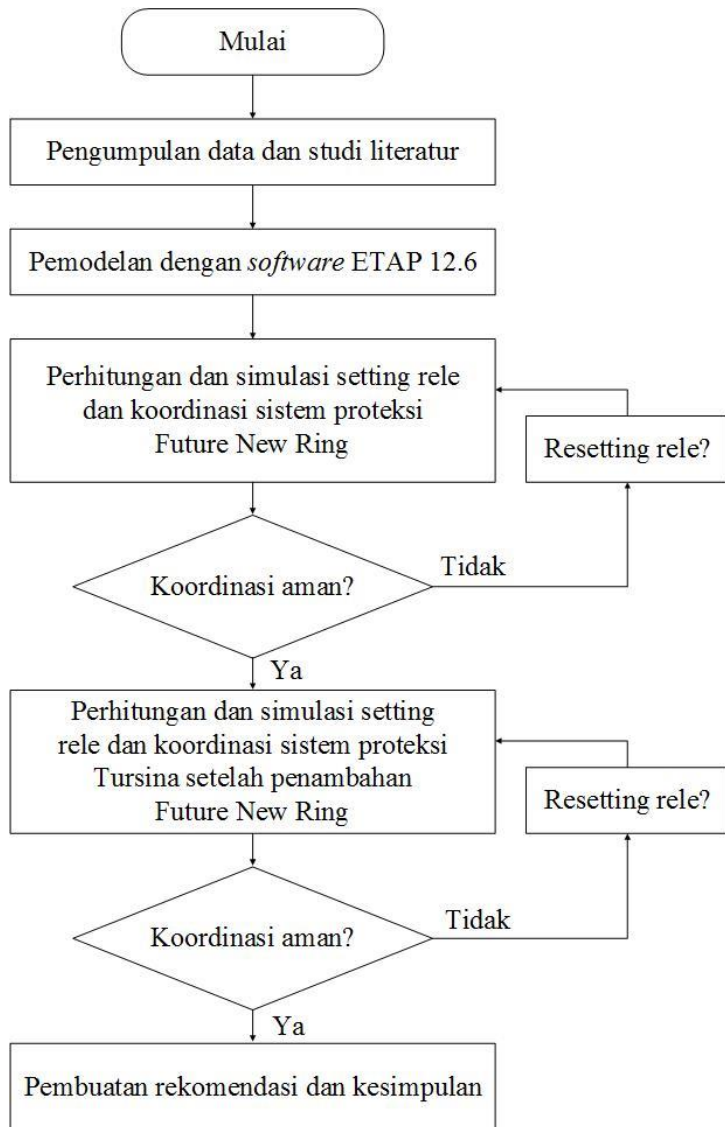 Mulai
Pengumpulan data dan studi literatur
Pemodelan dengan software ETAP 12.6
Perhitungan dan simulasi setting rele
dan koordinasi sistem proteksi
Future New Ring
Resetting rele?
Koordinasi aman?
Tidak
Ya
Perhitungan dan simulasi setting
rele dan koordinasi sistem proteksi
Tursina setelah penambahan
Future New Ring
Resetting rele?
Koordinasi aman?
Tidak
Ya
Pembuatan rekomendasi dan kesimpulan